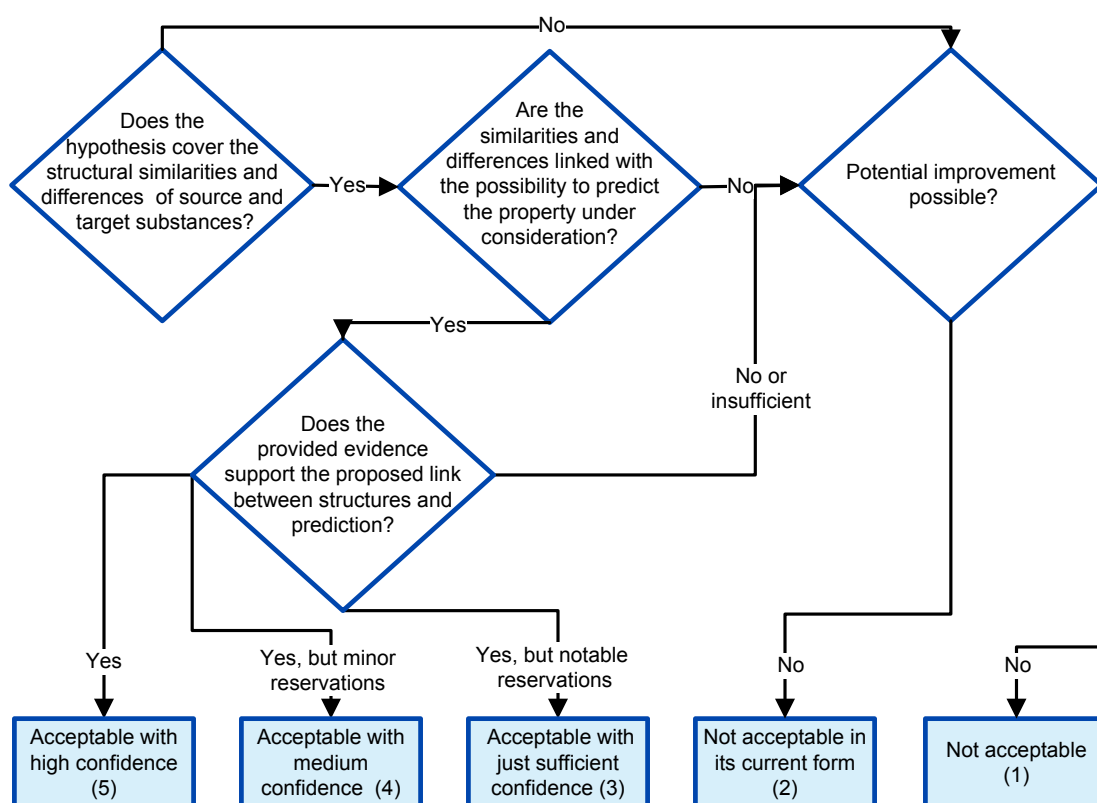 No
Does the
hypothesis cover the
structural similarities and
differences of source and
target substances?
Yes
Are the
similarities and
differences linked with
the possibility to predict
the property under
consideration?
No
Potential improvement
possible?
Yes
No or
insufficient
Does the
provided evidence
support the proposed link
between structures and
prediction?
Yes
Yes, but minor
reservations
Yes, but notable
reservations
No
No
Acceptable with
high confidence
(5)
Acceptable with
medium
confidence (4)
Acceptable with
just sufficient
confidence (3)
Not acceptable in
its current form
(2)
Not acceptable
(1)